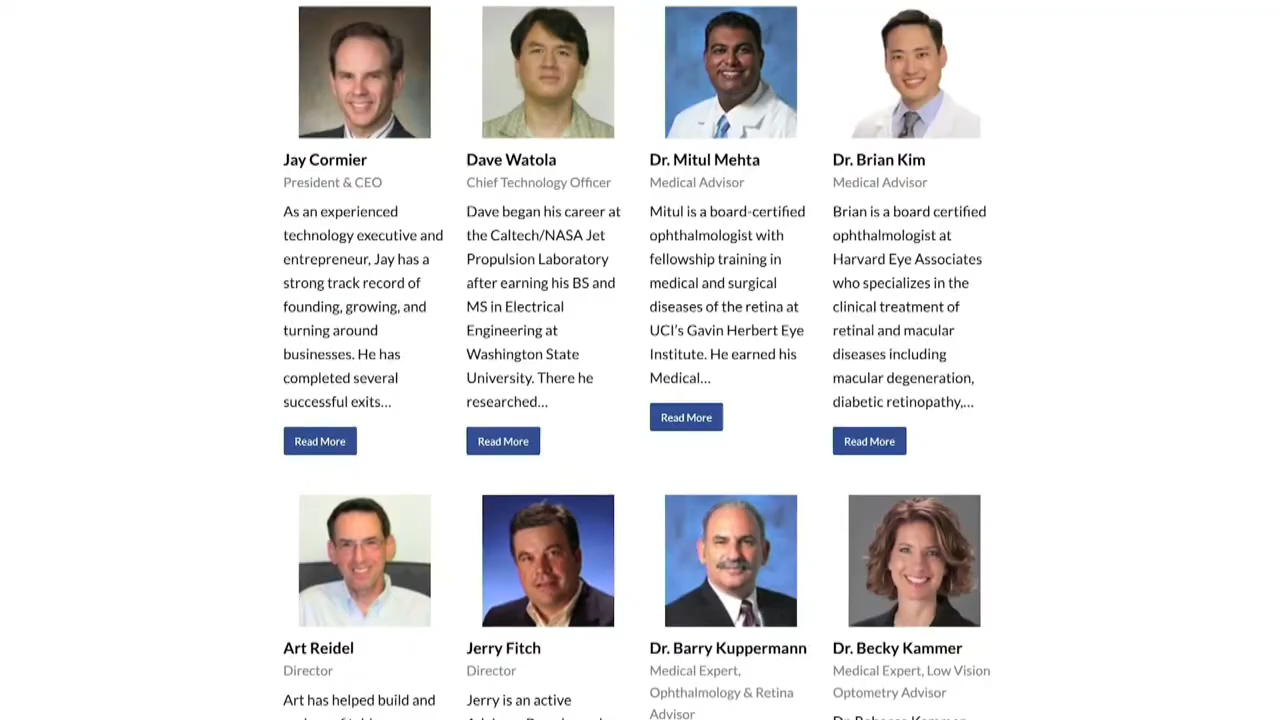 Jay Cormier
President & CEO
As an experienced
technology executive and
entrepreneur, Jay has a
strong track record of
founding, growing, and
turning around
businesses. He has
completed several
successful exits...
Read More
Dave Watola
Chief Technology Officer
Dave began his career at
the Caltech/NASA Jet
Propulsion Laboratory
after earning his BS and
MS in Electrical
Engineering at
Washington State
University. There he
researched...
Read More
Dr. Mitul Mehta
Medical Advisor
Mitul is a board-certified
ophthalmologist with
fellowship training in
medical and surgical
diseases of the retina at
UCI's Gavin Herbert Eye
Institute. He earned his
Medical...
Read More
Dr. Brian Kim
Medical Advisor
Brian is a board certified
ophthalmologist at
Harvard Eye Associates
who specializes in the
clinical treatment of
retinal and macular
diseases including
macular degeneration,
diabetic retinopathy,...
Read More
Art Reidel
Director
Art has helped build and
Jerry Fitch
Director
Jerry is an active
Dr. Barry Kuppermann
Medical Expert,
Ophthalmology & Retina
Advisor
Dr. Becky Kammer
Medical Expert, Low Vision
Optometry Advisor